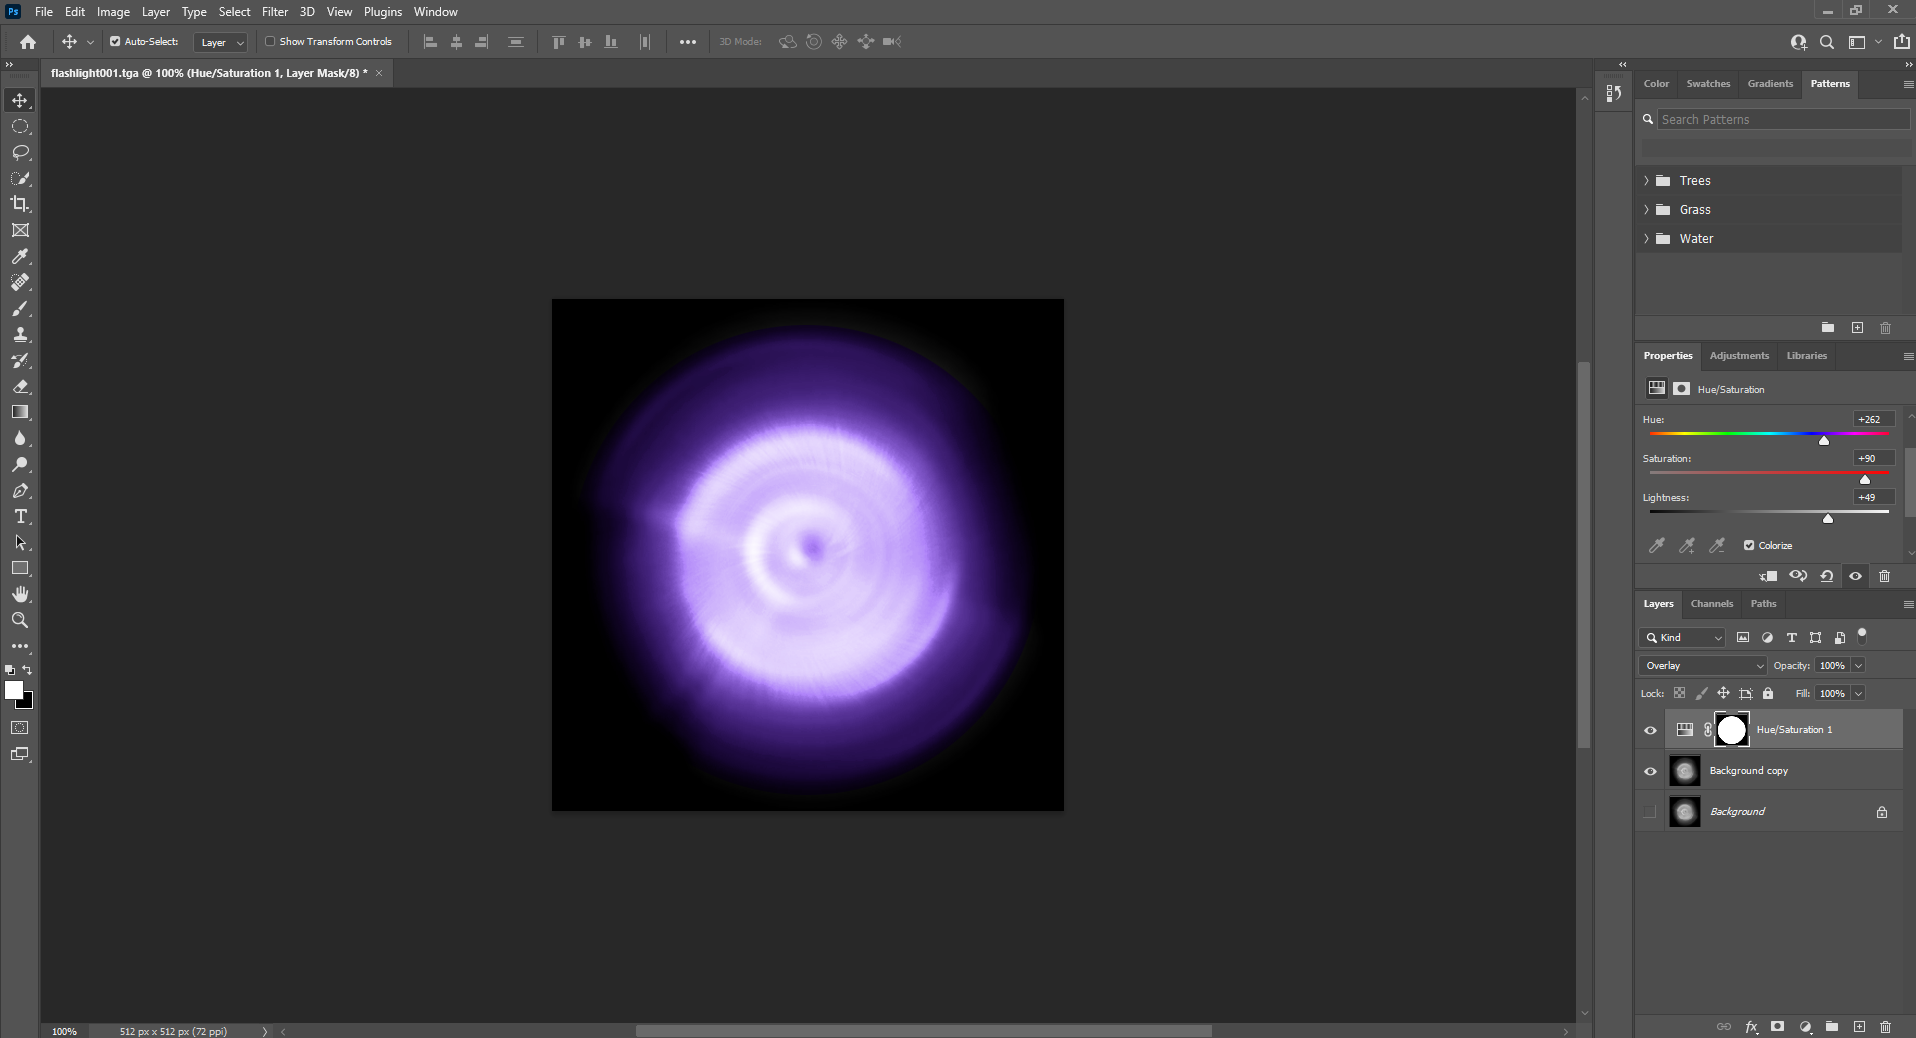 Ps File Edit Image Layer Type Select Filter 3D View Plugins Window
Auto-Select: Layer Show Transform Controls 3D Mode:
flashlight001.tga @ 100% (Hue/Saturation 1, Layer Mask/8) *
Color Swatches Gradients Patterns
Search Patterns
Trees
Grass
Water
Properties Adjustments Libraries
Hue/Saturation
Hue: +262
Saturation: +90
Lightness: +49
Colorize
Layers Channels Paths
Kind
Overlay Opacity: 100%
Lock: Fill: 100%
Hue/Saturation 1
Background copy
Background
100% 512 px x 512 px (72 ppi)